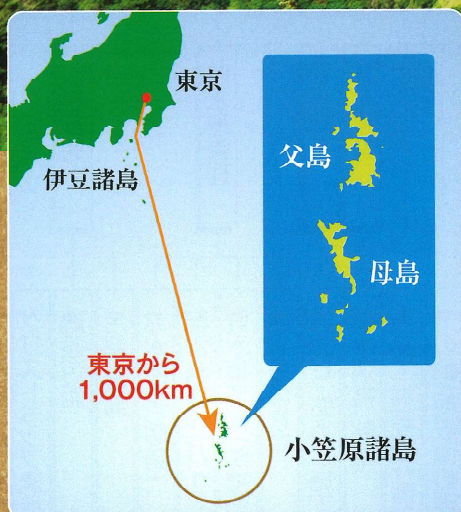 東京
伊豆諸島
父島
母島
東京から
1,000km
小笠原諸島